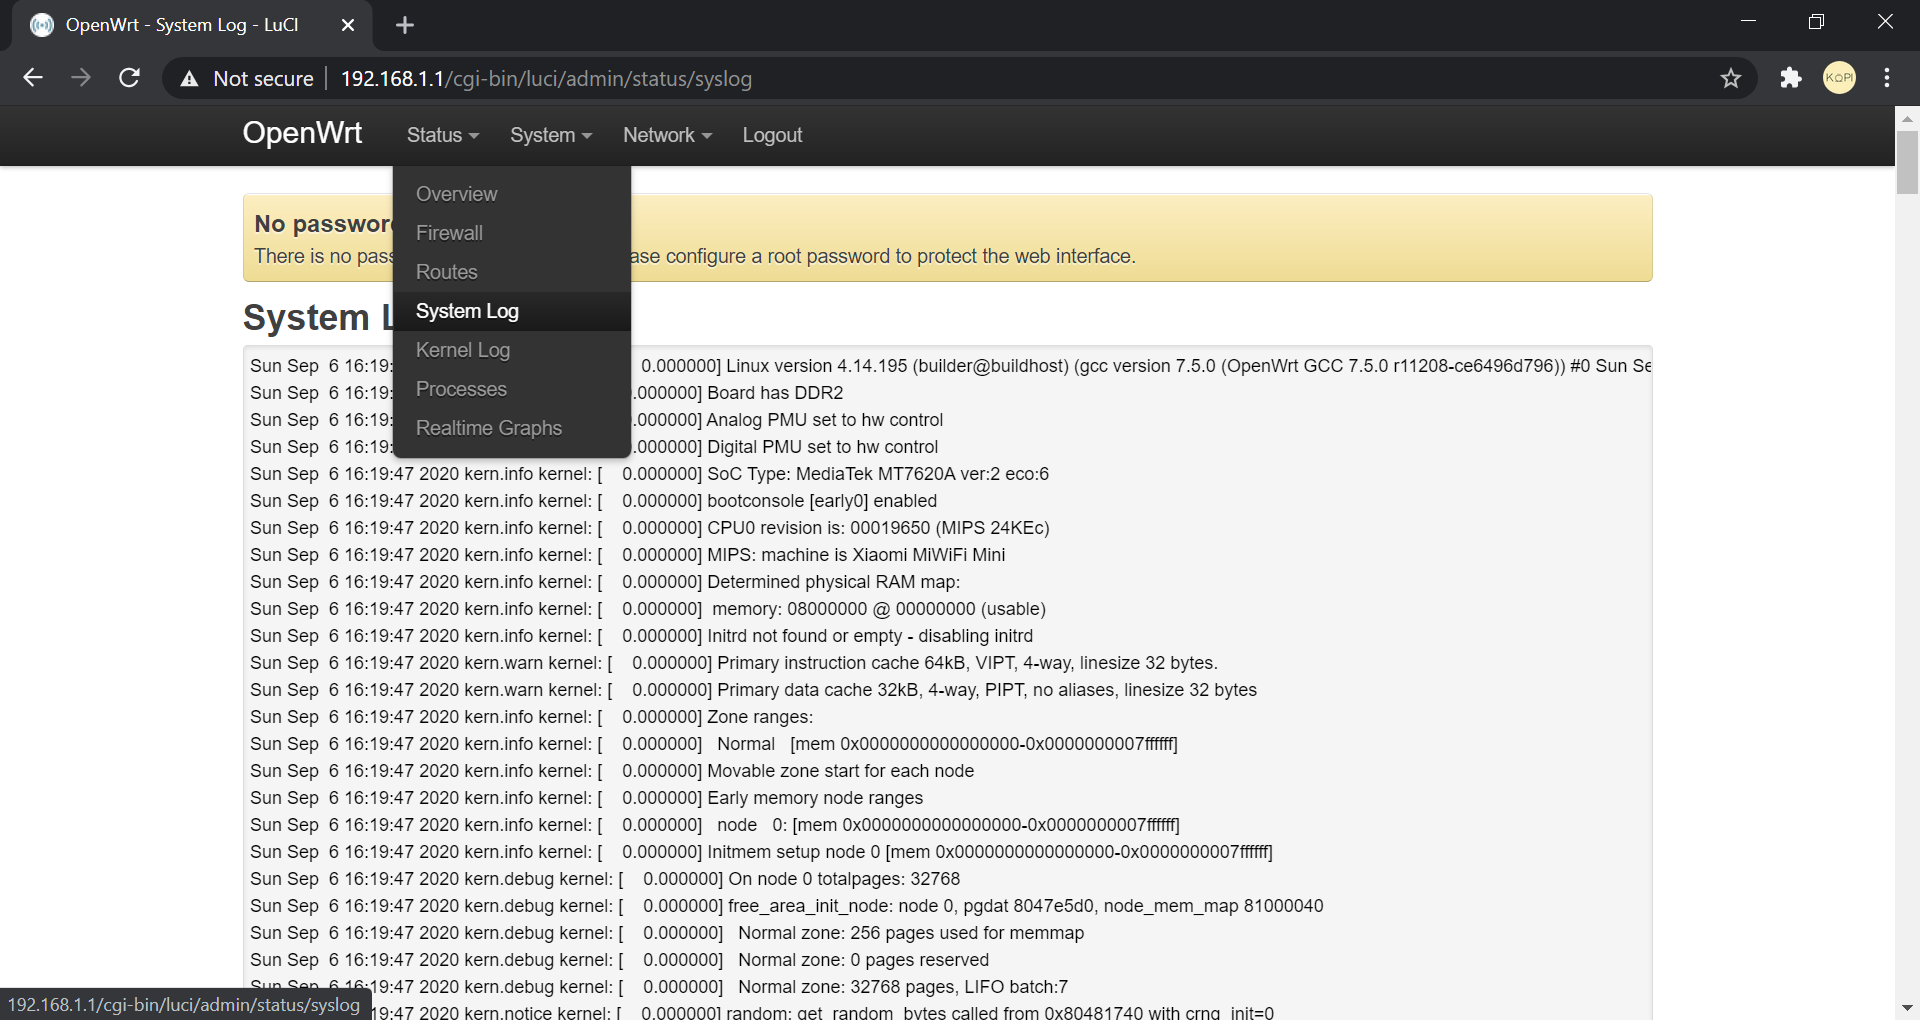 OpenWrt - System Log - LuCI
Not secure | 192.168.1.1/cgi-bin/luci/admin/status/syslog
KOPI
OpenWrt Status System Network Logout
Overview
Firewall
Routes
System Log
Kernel Log
Processes
Realtime Graphs
No password
There is no pass ase configure a root password to protect the web interface.
System L
Sun Sep 6 16:19: 0.000000] Linux version 4.14.195 (builder@buildhost) (gcc version 7.5.0 (OpenWrt GCC 7.5.0 r11208-ce6496d796)) #0 Sun Se
Sun Sep 6 16:19: .000000] Board has DDR2
Sun Sep 6 16:19: .000000] Analog PMU set to hw control
Sun Sep 6 16:19: .000000] Digital PMU set to hw control
Sun Sep 6 16:19:47 2020 kern.info kernel: [ 0.000000] SoC Type: MediaTek MT7620A ver:2 eco:6
Sun Sep 6 16:19:47 2020 kern.info kernel: [ 0.000000] bootconsole [early0] enabled
Sun Sep 6 16:19:47 2020 kern.info kernel: [ 0.000000] CPU0 revision is: 00019650 (MIPS 24KEc)
Sun Sep 6 16:19:47 2020 kern.info kernel: [ 0.000000] MIPS: machine is Xiaomi MiWiFi Mini
Sun Sep 6 16:19:47 2020 kern.info kernel: [ 0.000000] Determined physical RAM map:
Sun Sep 6 16:19:47 2020 kern.info kernel: [ 0.000000] memory: 08000000 @ 00000000 (usable)
Sun Sep 6 16:19:47 2020 kern.info kernel: [ 0.000000] Initrd not found or empty - disabling initrd
Sun Sep 6 16:19:47 2020 kern.warn kernel: [ 0.000000] Primary instruction cache 64kB, VIPT, 4-way, linesize 32 bytes.
Sun Sep 6 16:19:47 2020 kern.warn kernel: [ 0.000000] Primary data cache 32kB, 4-way, PIPT, no aliases, linesize 32 bytes
Sun Sep 6 16:19:47 2020 kern.info kernel: [ 0.000000] Zone ranges:
Sun Sep 6 16:19:47 2020 kern.info kernel: [ 0.000000] Normal [mem 0x0000000000000000-0x0000000007ffffff]
Sun Sep 6 16:19:47 2020 kern.info kernel: [ 0.000000] Movable zone start for each node
Sun Sep 6 16:19:47 2020 kern.info kernel: [ 0.000000] Early memory node ranges
Sun Sep 6 16:19:47 2020 kern.info kernel: [ 0.000000] node 0: [mem 0x0000000000000000-0x0000000007ffffff]
Sun Sep 6 16:19:47 2020 kern.info kernel: [ 0.000000] Initmem setup node 0 [mem 0x0000000000000000-0x0000000007ffffff]
Sun Sep 6 16:19:47 2020 kern.debug kernel: [ 0.000000] On node 0 totalpages: 32768
Sun Sep 6 16:19:47 2020 kern.debug kernel: [ 0.000000] free_area_init_node: node 0, pgdat 8047e5d0, node_mem_map 81000040
Sun Sep 6 16:19:47 2020 kern.debug kernel: [ 0.000000] Normal zone: 256 pages used for memmap
Sun Sep 6 16:19:47 2020 kern.debug kernel: [ 0.000000] Normal zone: 0 pages reserved
Sun Sep 6 16:19:47 2020 kern.debug kernel: [ 0.000000] Normal zone: 32768 pages, LIFO batch:7
19:47 2020 kern.notice kernel: [ 0.000000] random: get_random_bytes called from 0x80481740 with crng_init=0
192.168.1.1/cgi-bin/luci/admin/status/syslog